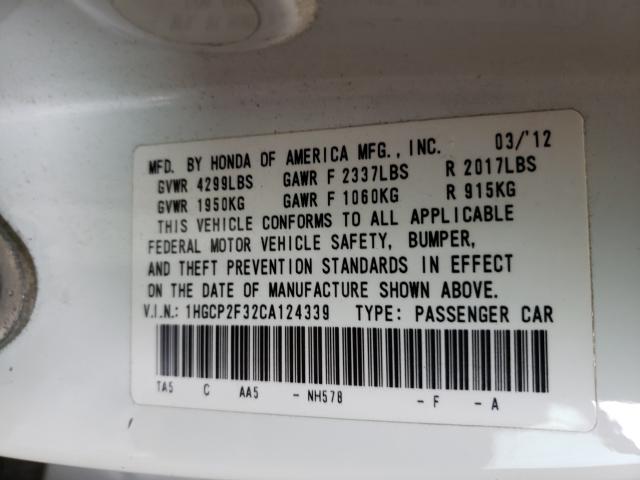 MFD. BY HONDA OF AMERICA MFG., INC. 03/'12
GVWR 4299LBS GAWR F 2337LBS R 2017LBS
GVWR 1950KG GAWR F 1060KG R 915KG
THIS VEHICLE CONFORMS TO ALL APPLICABLE
FEDERAL MOTOR VEHICLE SAFETY, BUMPER,
AND THEFT PREVENTION STANDARDS IN EFFECT
ON THE DATE OF MANUFACTURE SHOWN ABOVE.
V.I.N.: 1HGCP2F32CA124339 TYPE: PASSENGER CAR
TA5 C AA5 - NH578 - F - A